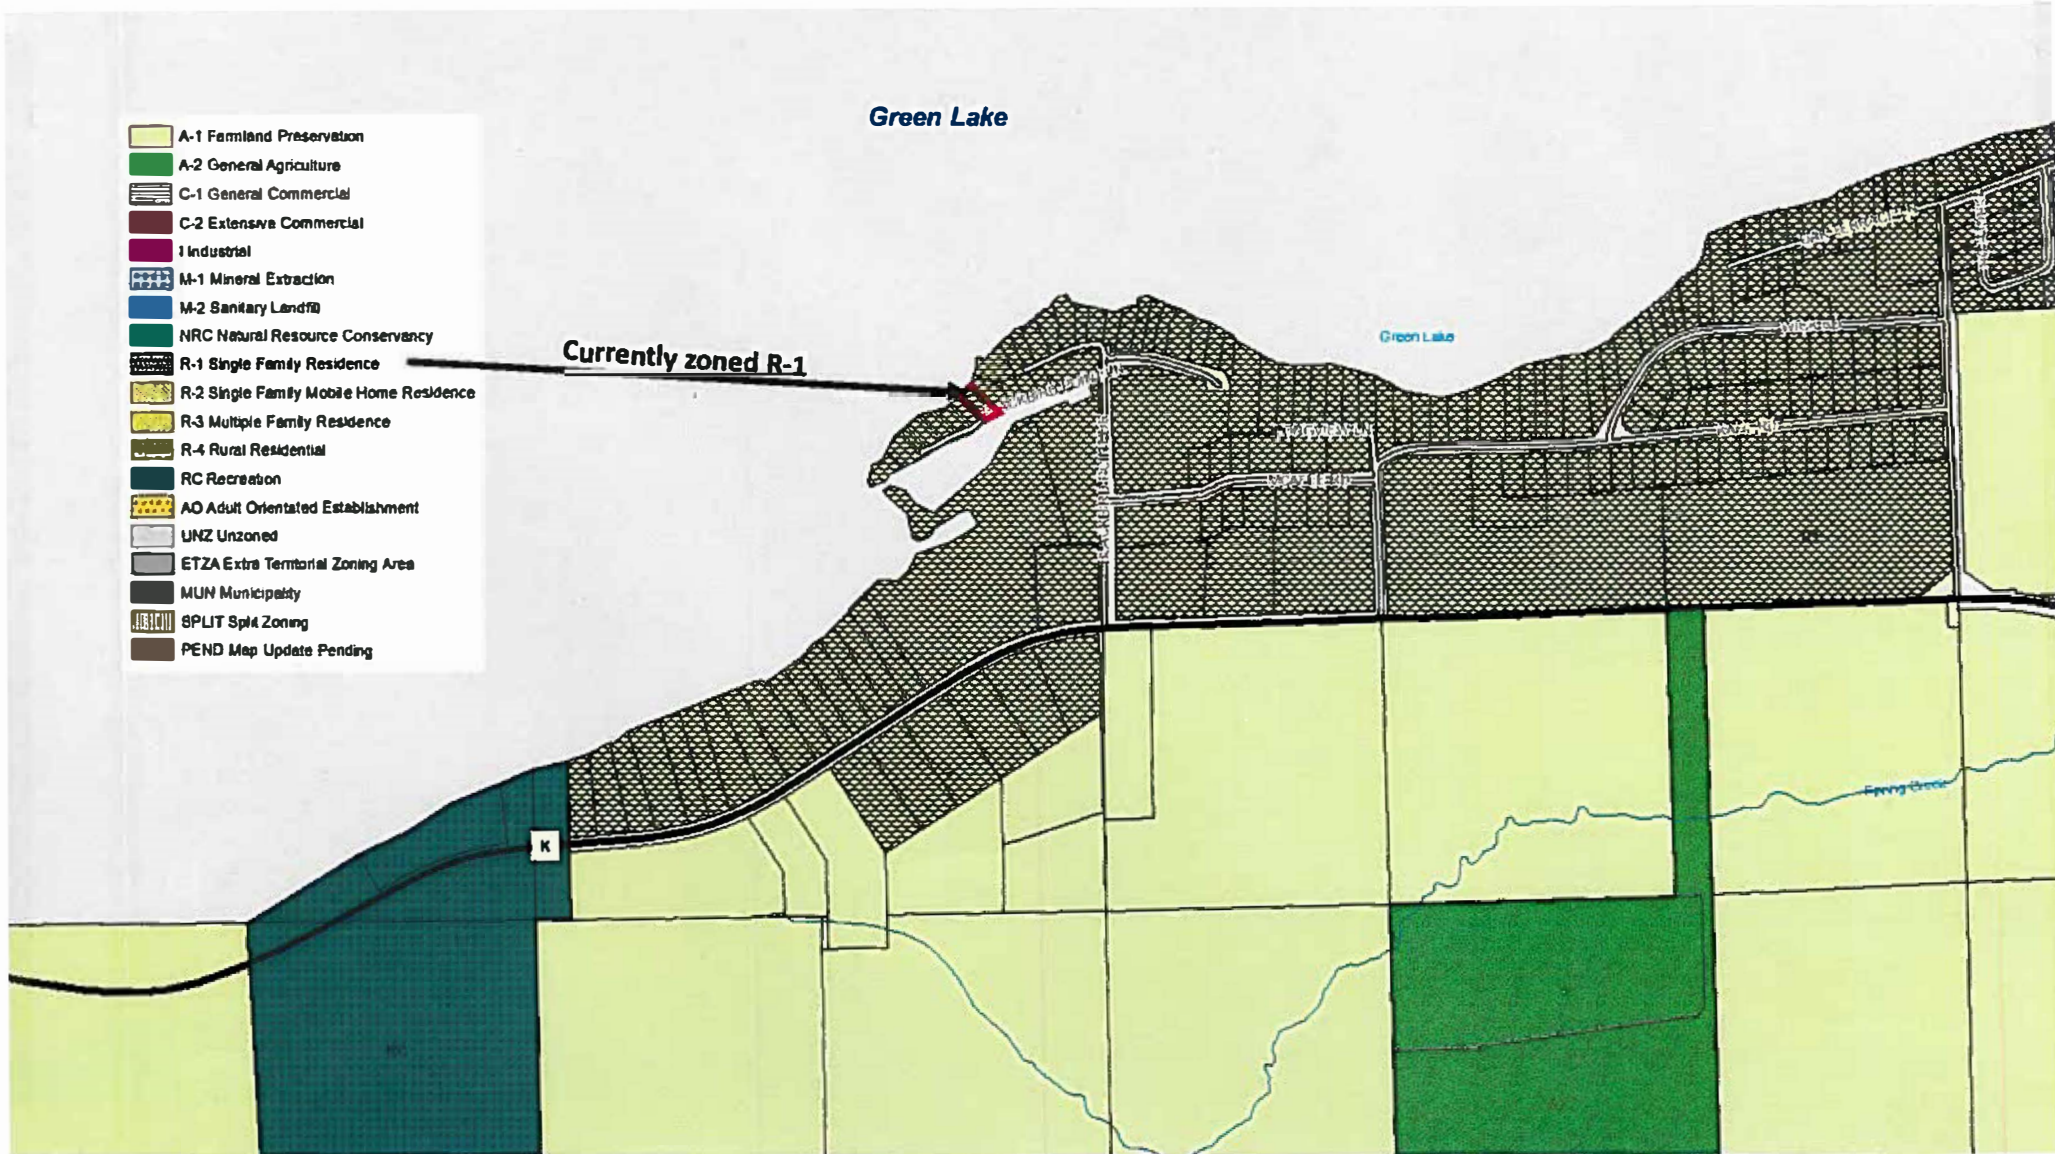 Green Lake
A-1 Farmland Preservation
A-2 General Agriculture
C-1 General Commercial
C-2 Extensive Commercial
I Industrial
M-1 Mineral Extraction
M-2 Sanitary Landfill
NRC Natural Resource Conservancy
R-1 Single Family Residence
R-2 Single Family Mobile Home Residence
R-3 Multiple Family Residence
R-4 Rural Residential
RC Recreation
AO Adult Orientated Establishment
UNZ Unzoned
ETZA Extra Territorial Zoning Area
MUN Municipality
SPLIT Split Zoning
PEND Map Update Pending
Currently zoned R-1
Green Lake
Spring Creek
K